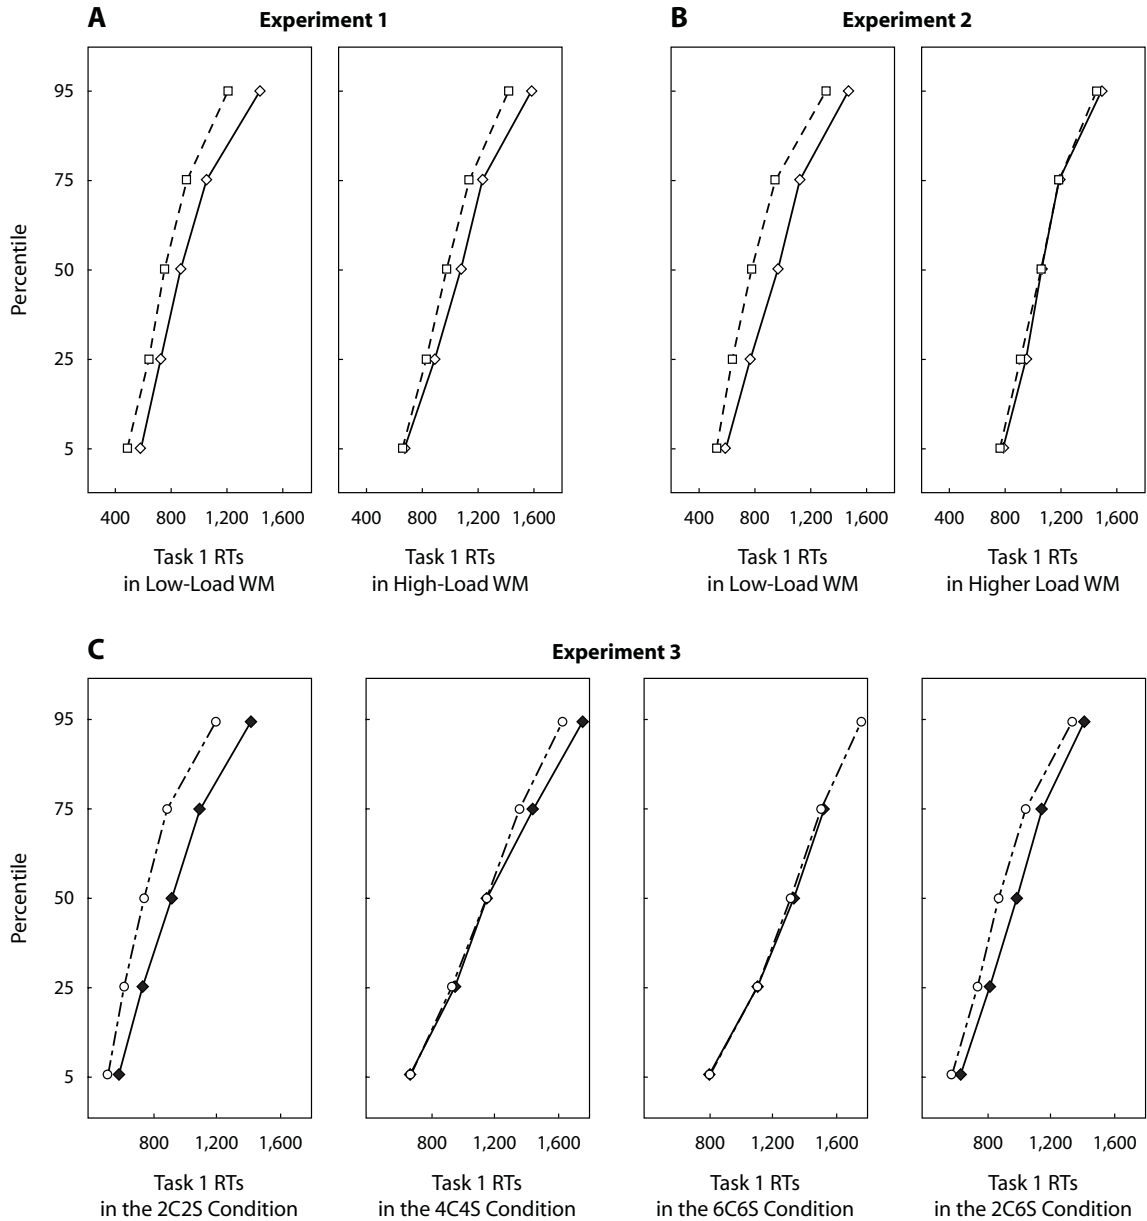 A Experiment 1
B Experiment 2
Percentile
95
75
50
25
5
400 800 1,200 1,600
400 800 1,200 1,600
400 800 1,200 1,600
400 800 1,200 1,600
Task 1 RTs
in Low-Load WM
Task 1 RTs
in High-Load WM
Task 1 RTs
in Low-Load WM
Task 1 RTs
in Higher Load WM
C Experiment 3
Percentile
95
75
50
25
5
800 1,200 1,600
800 1,200 1,600
800 1,200 1,600
800 1,200 1,600
Task 1 RTs
in the 2C2S Condition
Task 1 RTs
in the 4C4S Condition
Task 1 RTs
in the 6C6S Condition
Task 1 RTs
in the 2C6S Condition